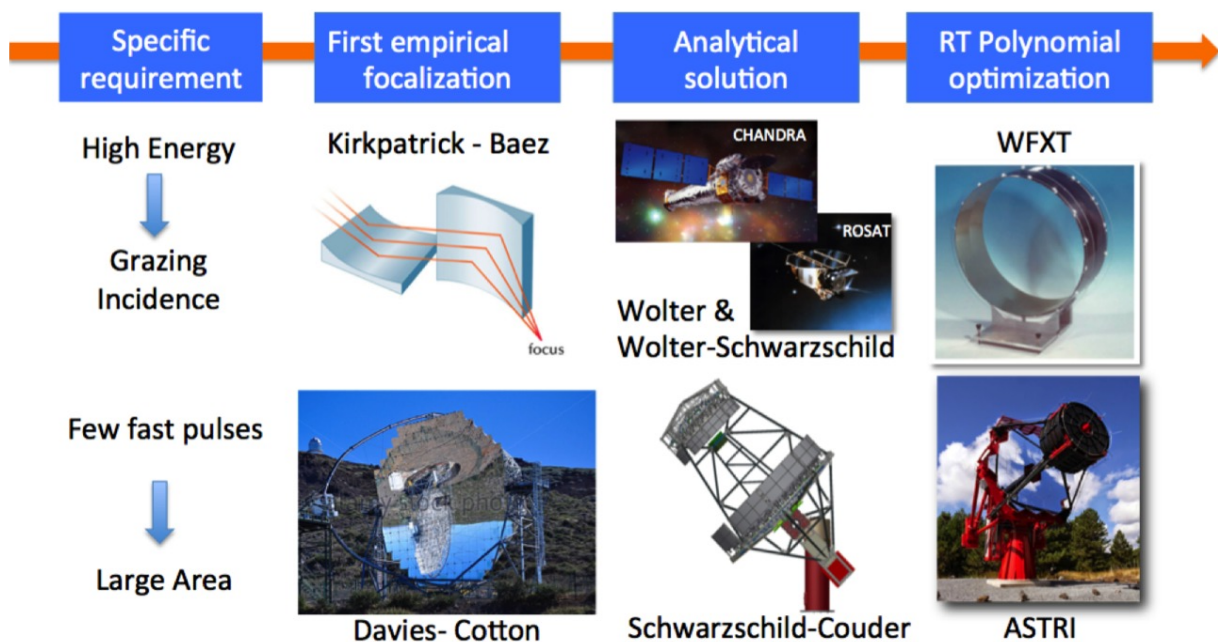 Specific
requirement
First empirical
focalization
Analytical
solution
RT Polynomial
optimization
High Energy
Grazing
Incidence
Kirkpatrick - Baez
focus
CHANDRA
ROSAT
Wolter &
Wolter-Schwarzschild
WFXT
Few fast pulses
Large Area
Davies- Cotton
Schwarzschild-Couder
ASTRI